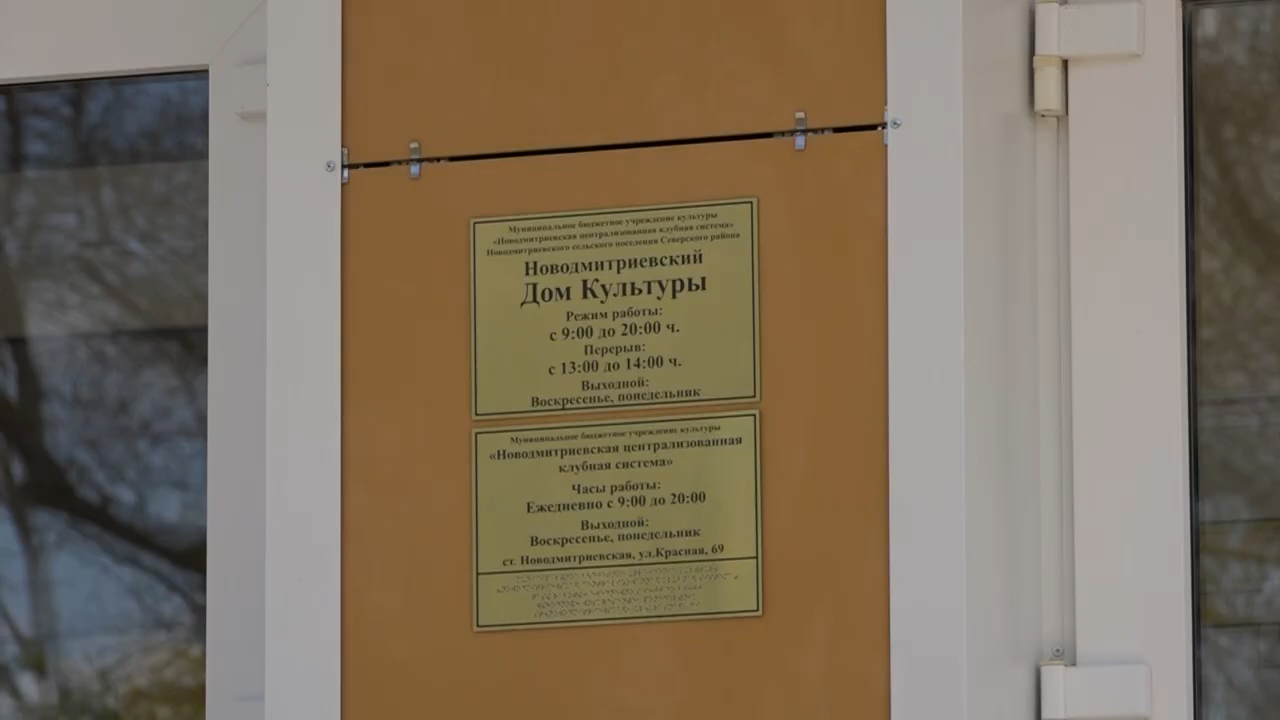 Муниципальное бюджетное учреждение культуры
«Новодмитриевская централизованная клубная система»
Новодмитриевского сельского поселения Северского района
Новодмитриевский
Дом Культуры
Режим работы:
с 9:00 до 20:00 ч.
Перерыв:
с 13:00 до 14:00 ч.
Выходной:
Воскресенье, понедельник
Муниципальное бюджетное учреждение культуры
«Новодмитриевская централизованная
клубная система»
Часы работы:
Ежедневно с 9:00 до 20:00
Выходной:
Воскресенье, понедельник
ст. Новодмитриевская, ул.Красная, 69